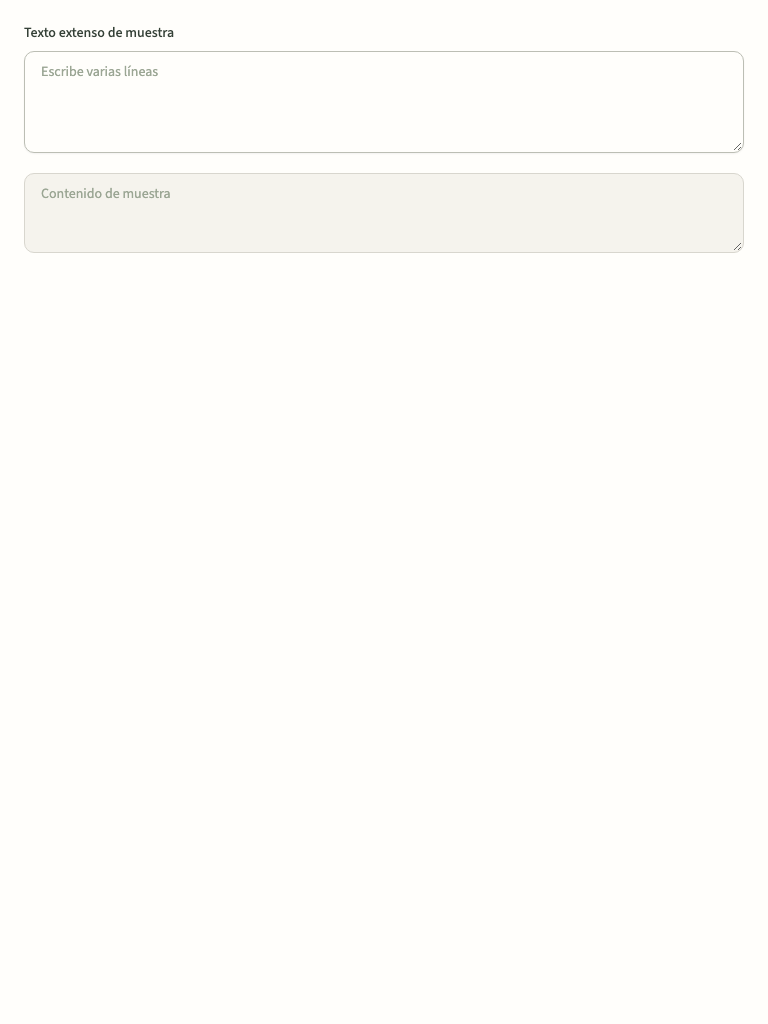 Texto extenso de muestra
Escribe varias líneas
Contenido de muestra